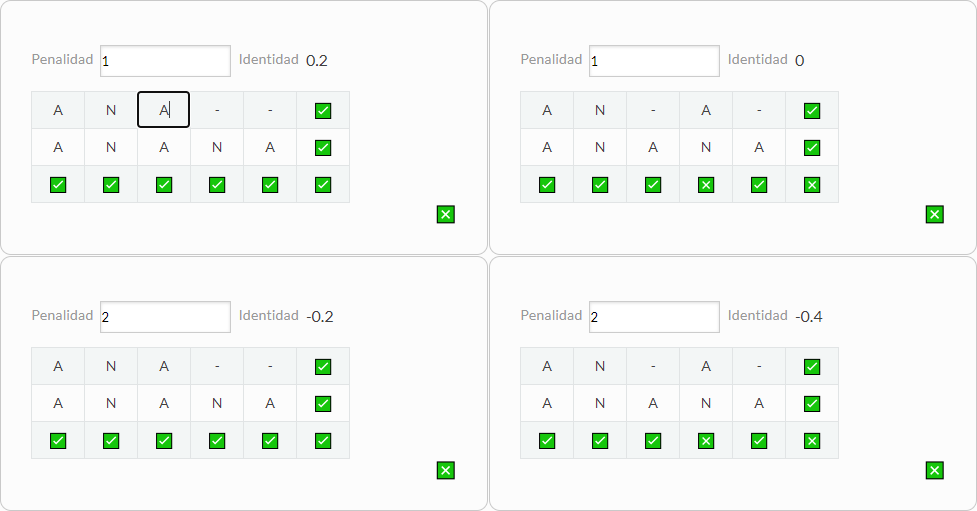 Penalidad 1 Identidad 0.2
A N A - -
A N A N A
Penalidad 1 Identidad 0
A N - A -
A N A N A
Penalidad 2 Identidad -0.2
A N A - -
A N A N A
Penalidad 2 Identidad -0.4
A N - A -
A N A N A